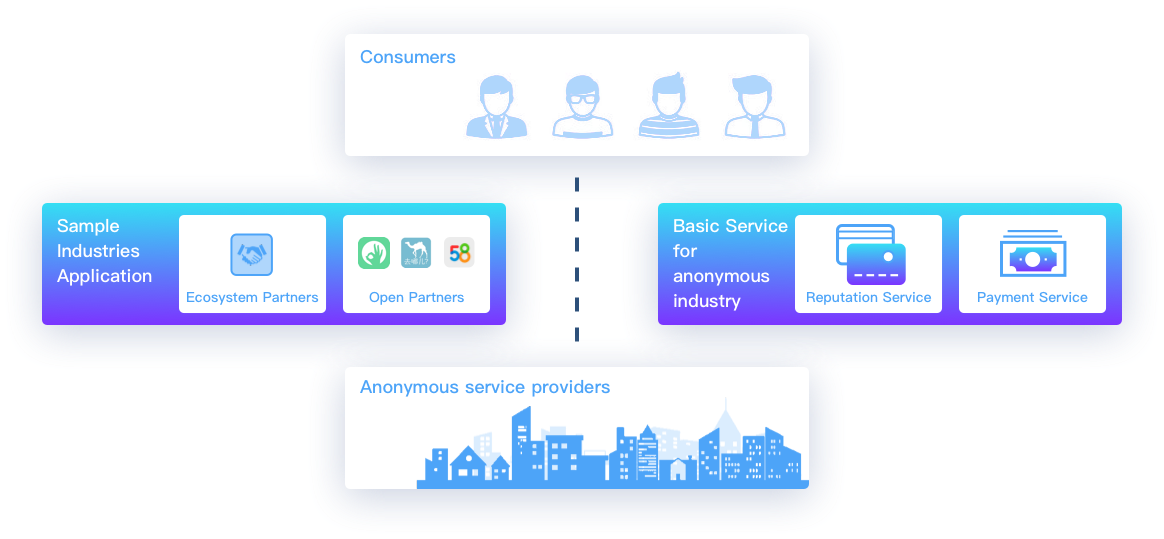 Consumers
Sample
Industries
Application
Ecosystem Partners
58
Open Partners
Basic Service
for
anonymous
industry
Reputation Service
Payment Service
Anonymous service providers